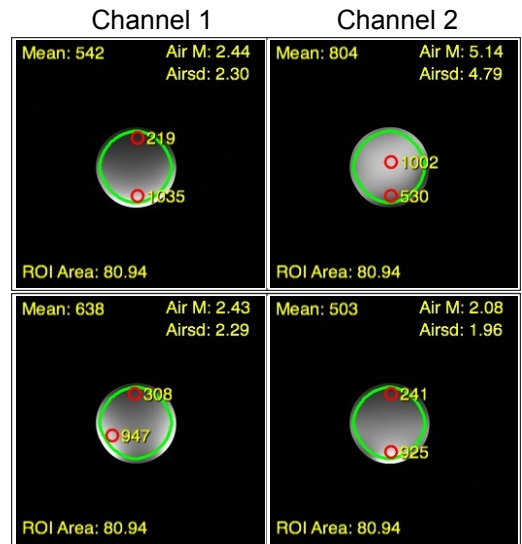 Channel 1 Channel 2
Mean: 542 Air M: 2.44
Airsd: 2.30
219
1035
ROI Area: 80.94
Mean: 804 Air M: 5.14
Airsd: 4.79
1002
530
ROI Area: 80.94
Mean: 638 Air M: 2.43
Airsd: 2.29
308
947
ROI Area: 80.94
Mean: 503 Air M: 2.08
Airsd: 1.96
241
925
ROI Area: 80.94